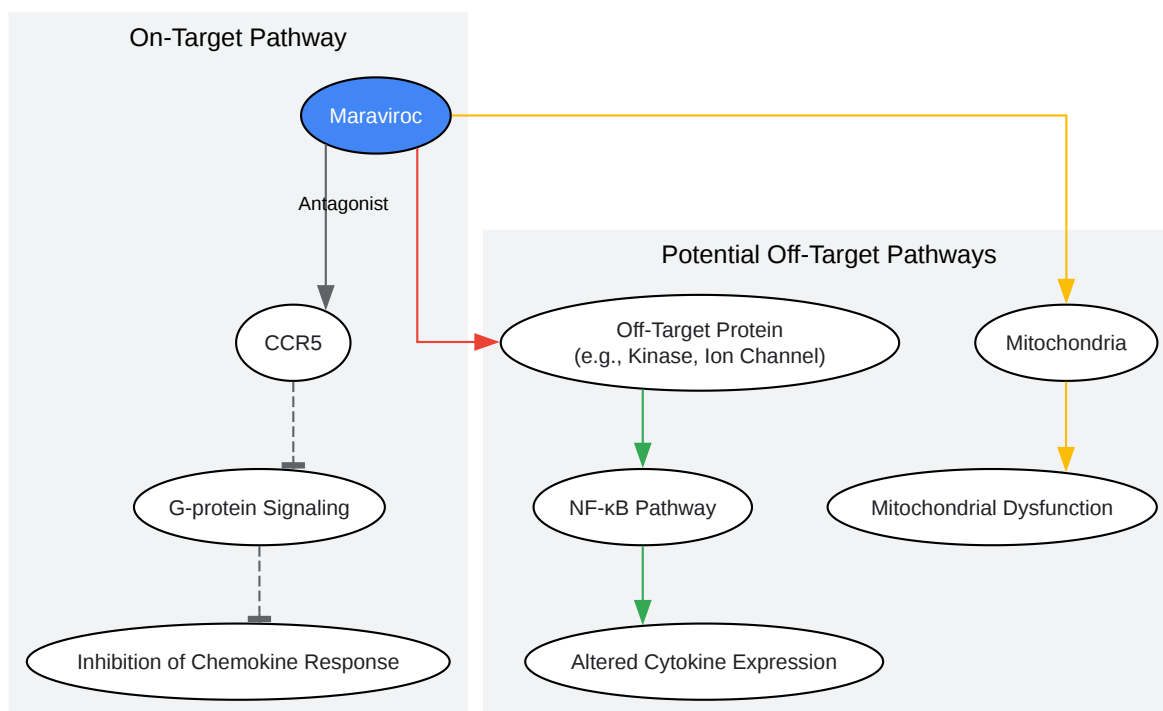 On-Target Pathway
Maraviroc
Antagonist
CCR5
G-protein Signaling
Inhibition of Chemokine Response
Potential Off-Target Pathways
Off-Target Protein
(e.g., Kinase, Ion Channel)
Mitochondria
NF-κB Pathway
Mitochondrial Dysfunction
Altered Cytokine Expression